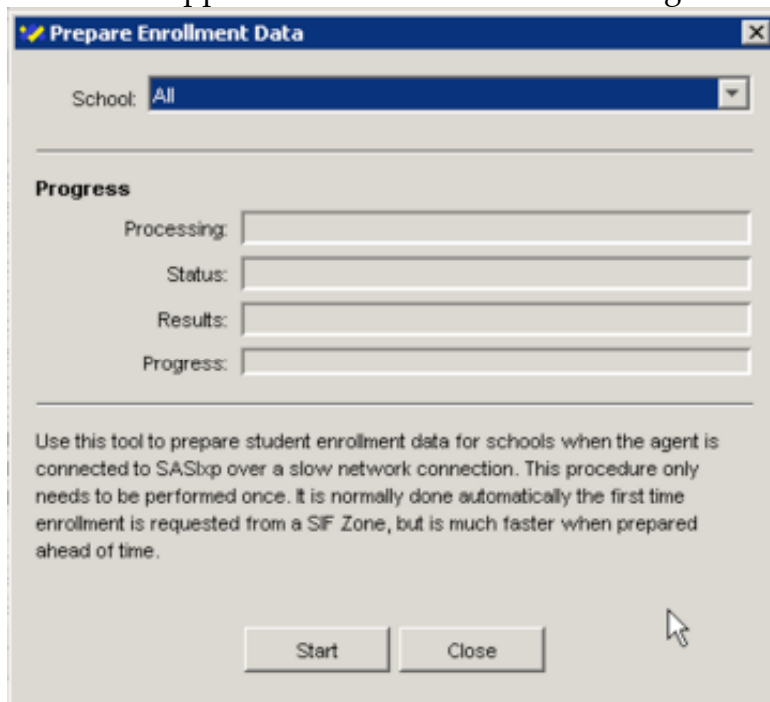 Prepare Enrollment Data
School: All
Progress
Processing:
Status:
Results:
Progress:
Use this tool to prepare student enrollment data for schools when the agent is
connected to SASIxp over a slow network connection. This procedure only
needs to be performed once. It is normally done automatically the first time
enrollment is requested from a SIF Zone, but is much faster when prepared
ahead of time.
Start Close